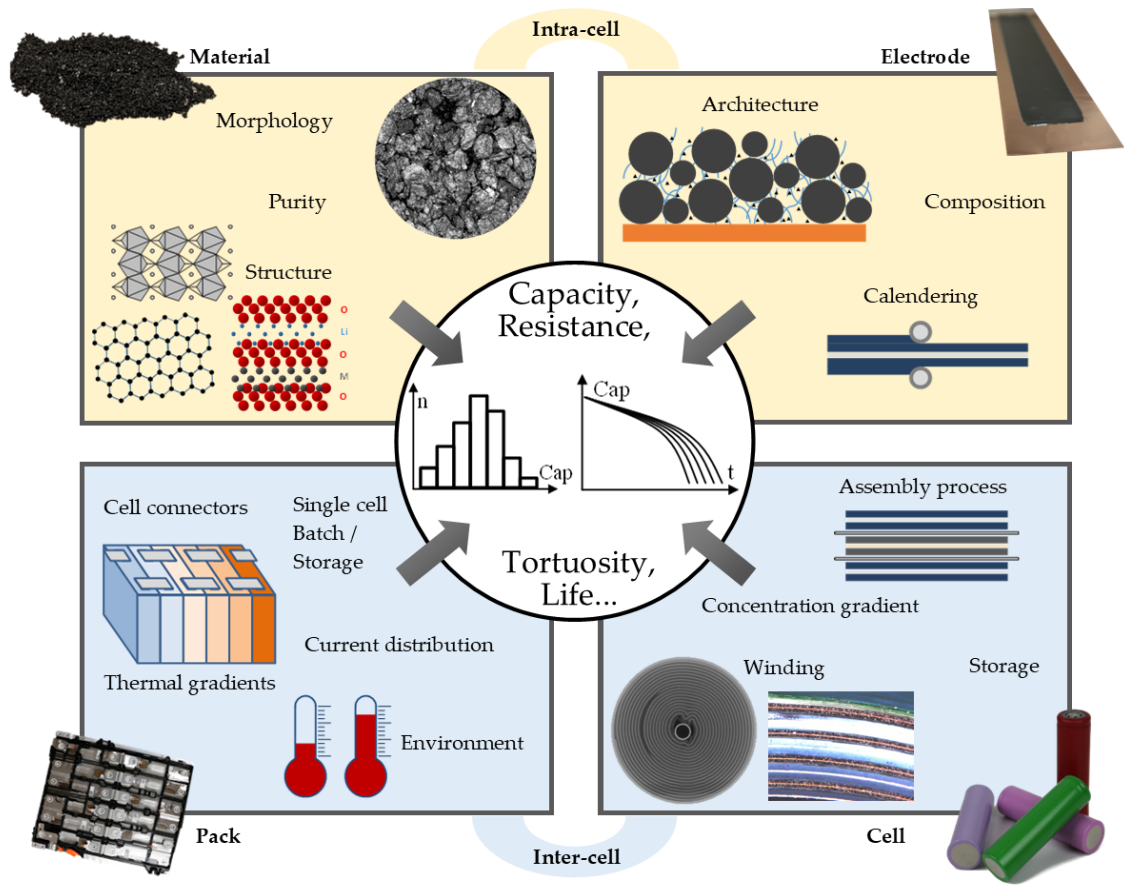 Intra-cell
Material
Electrode
Morphology
Purity
Structure
O
Li
O
M
O
Architecture
Composition
Calendering
Capacity,
Resistance,
n
Cap
Cap
t
Tortuosity,
Life...
Cell connectors
Single cell
Batch /
Storage
Current distribution
Thermal gradients
Environment
Pack
Assembly process
Concentration gradient
Winding
Storage
Cell
Inter-cell